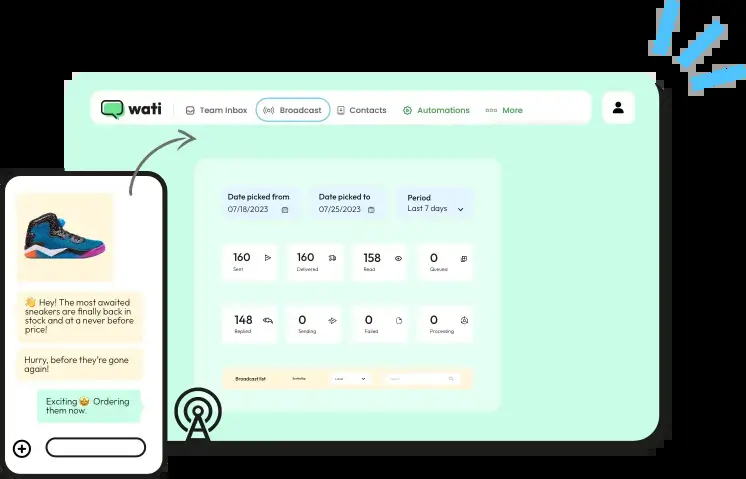 wati
Team Inbox
Broadcast
Contacts
Automations
More
Date picked from
07/18/2023
Date picked to
07/25/2023
Period
Last 7 days
160
Sent
160
Delivered
158
Read
0
Queued
148
Replied
0
Sending
0
Failed
0
Processing
Broadcast list
Search
👋 Hey! The most awaited
sneakers are finally back in
stock and at a never before
price!
Hurry, before they're gone
again!
Exciting 🤩 Ordering
them now.